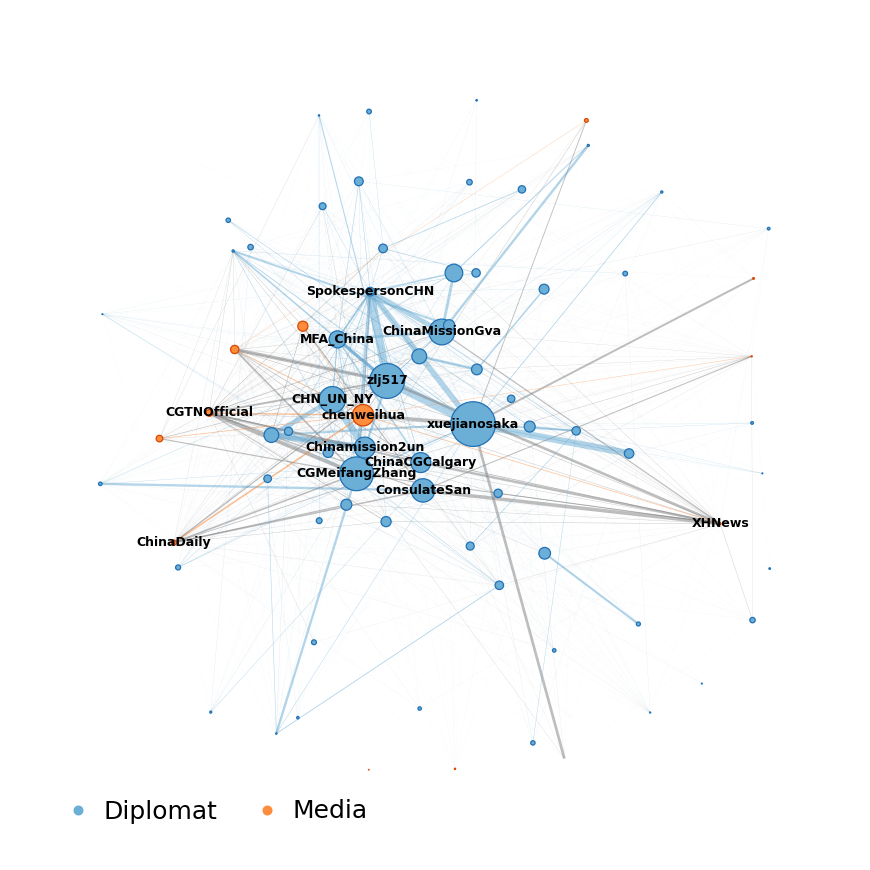 SpokespersonCHN
ChinaMissionGva
MFA_China
zlj517
CHN_UN_NY
CGTNOfficial
chenweihua
xuejianosaka
Chinamission2un
ChinaCGCalgary
CGMeifangZhang
ConsulateSan
XHNews
ChinaDaily
Diplomat
Media